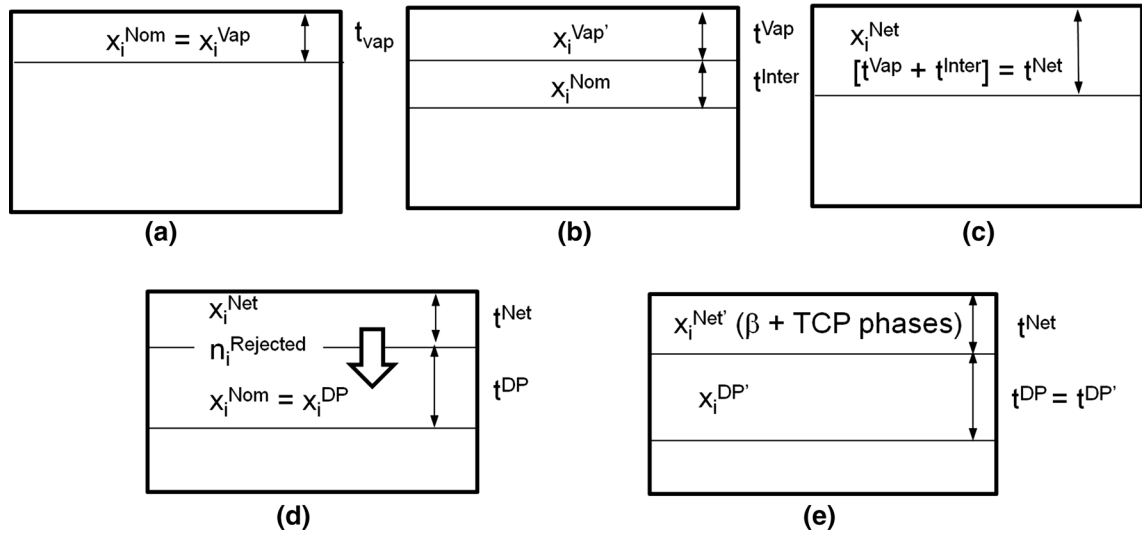 x_i^Nom = x_i^Vap
t_vap
(a)
x_i^Vap'
t^Vap
x_i^Nom
t^Inter
(b)
x_i^Net
[t^Vap + t^Inter] = t^Net
(c)
x_i^Net
t^Net
n_i^Rejected
x_i^Nom = x_i^DP
t^DP
(d)
x_i^Net' (β + TCP phases)
t^Net
x_i^DP'
t^DP = t^DP'
(e)